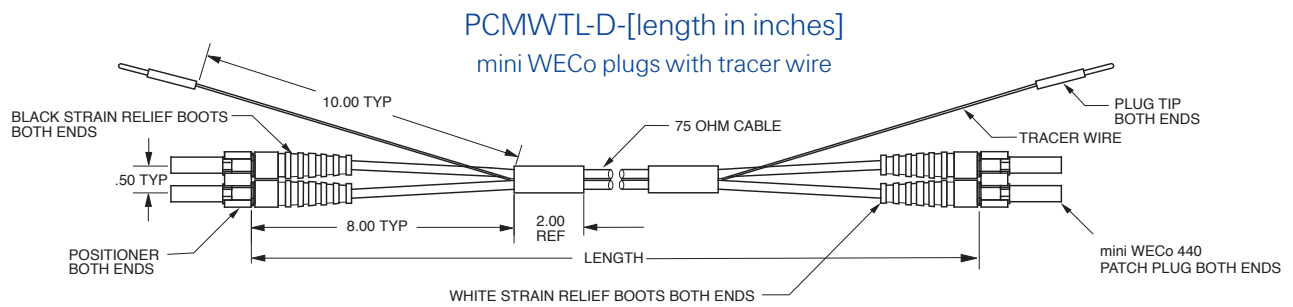 PCMWTL-D-[length in inches]
mini WECo plugs with tracer wire
10.00 TYP
BLACK STRAIN RELIEF BOOTS
BOTH ENDS
75 OHM CABLE
PLUG TIP
BOTH ENDS
TRACER WIRE
.50 TYP
8.00 TYP
2.00
REF
POSITIONER
BOTH ENDS
LENGTH
mini WECo 440
PATCH PLUG BOTH ENDS
WHITE STRAIN RELIEF BOOTS BOTH ENDS